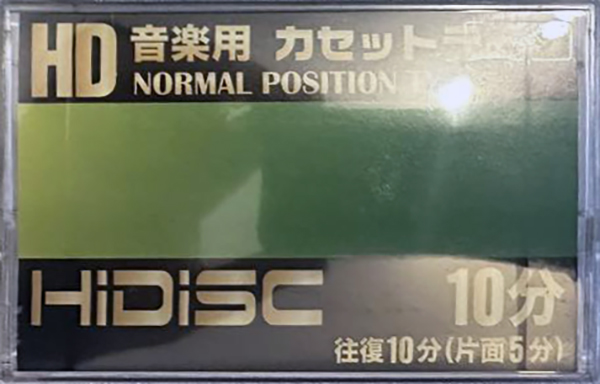 HD 音楽用 カセットテ
NORMAL POSITION
HiDiSC 10分
往復10分(片面5分)